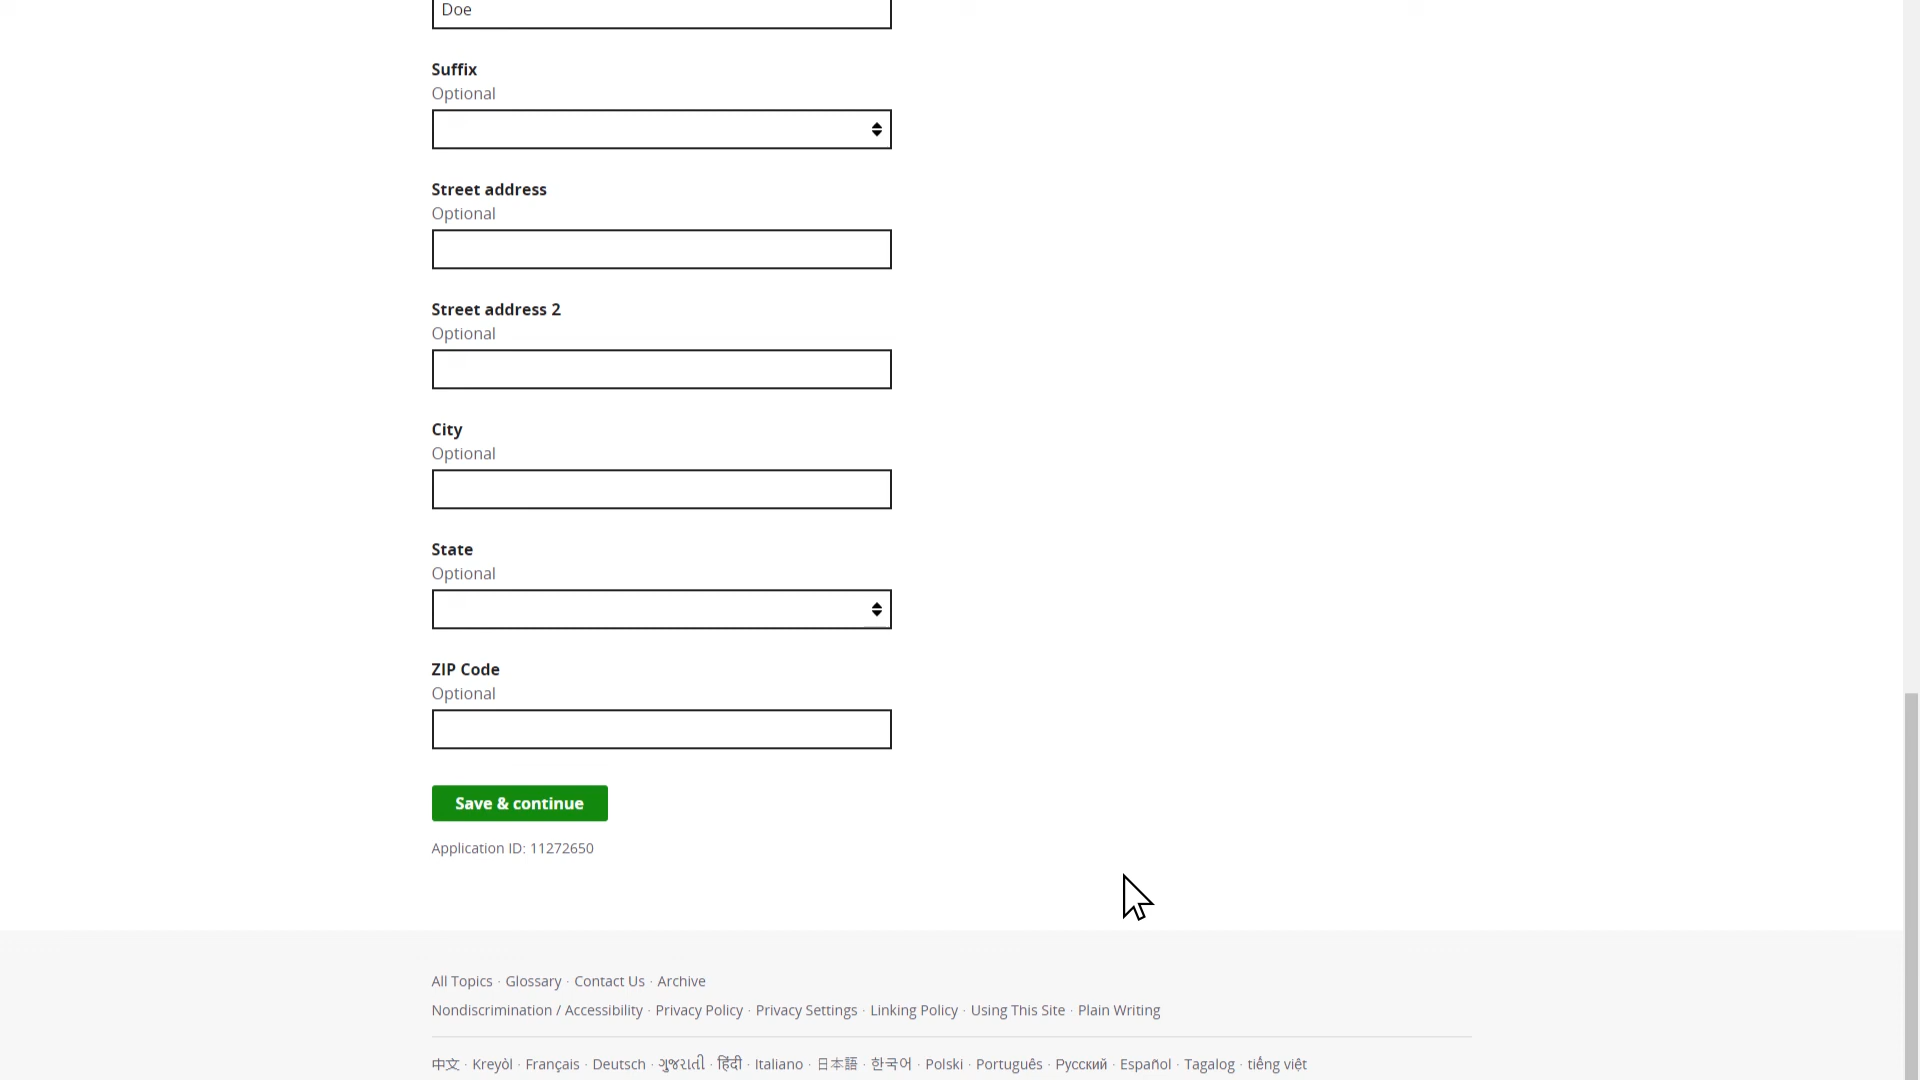 Doe
Suffix
Optional
Street address
Optional
Street address 2
Optional
City
Optional
State
Optional
ZIP Code
Optional
Save & continue
Application ID: 11272650
All Topics · Glossary · Contact Us · Archive
Nondiscrimination / Accessibility · Privacy Policy · Privacy Settings · Linking Policy · Using This Site · Plain Writing
中文 · Kreyòl · Français · Deutsch · ગુજરાતી · हिंदी · Italiano · 日本語 · 한국어 · Polski · Português · Русский · Español · Tagalog · tiếng việt